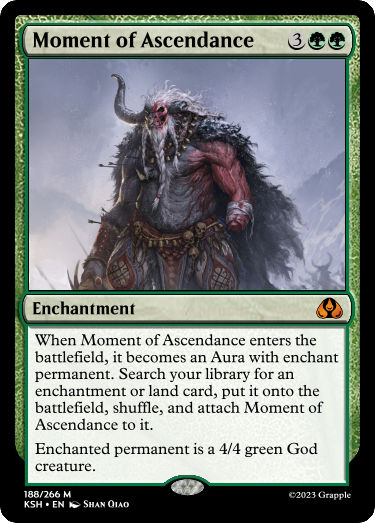 Moment of Ascendance 3
Enchantment
When Moment of Ascendance enters the
battlefield, it becomes an Aura with enchant
permanent. Search your library for an
enchantment or land card, put it onto the
battlefield, shuffle, and attach Moment of
Ascendance to it.
Enchanted permanent is a 4/4 green God
creature.
188/266 M
KSH • EN Shan Qiao
©2023 Grapple